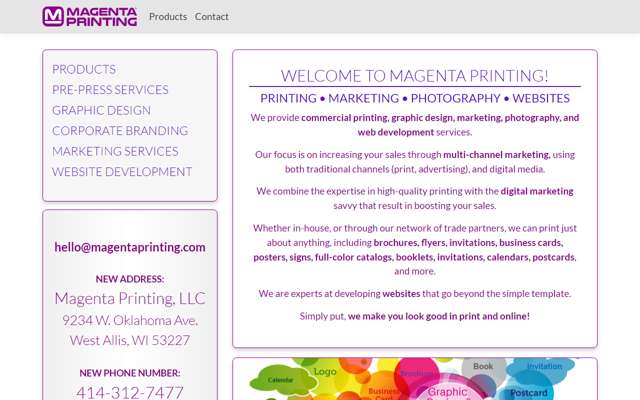 MAGENTA
PRINTING
Products Contact
PRODUCTS
PRE-PRESS SERVICES
GRAPHIC DESIGN
CORPORATE BRANDING
MARKETING SERVICES
WEBSITE DEVELOPMENT
hello@magentaprinting.com
NEW ADDRESS:
Magenta Printing, LLC
9234 W. Oklahoma Ave.
West Allis, WI 53227
NEW PHONE NUMBER:
414-312-7477
WELCOME TO MAGENTA PRINTING!
PRINTING • MARKETING • PHOTOGRAPHY • WEBSITES
We provide commercial printing, graphic design, marketing, photography, and
web development services.
Our focus is on increasing your sales through multi-channel marketing, using
both traditional channels (print, advertising), and digital media.
We combine the expertise in high-quality printing with the digital marketing
savvy that result in boosting your sales.
Whether in-house, or through our network of trade partners, we can print just
about anything, including brochures, flyers, invitations, business cards,
posters, signs, full-color catalogs, booklets, invitations, calendars, postcards,
and more.
We are experts at developing websites that go beyond the simple template.
Simply put, we make you look good in print and online!
Logo
Book
Invitation
Calendar
Brochure
Business
Card
Graphic
Postcard